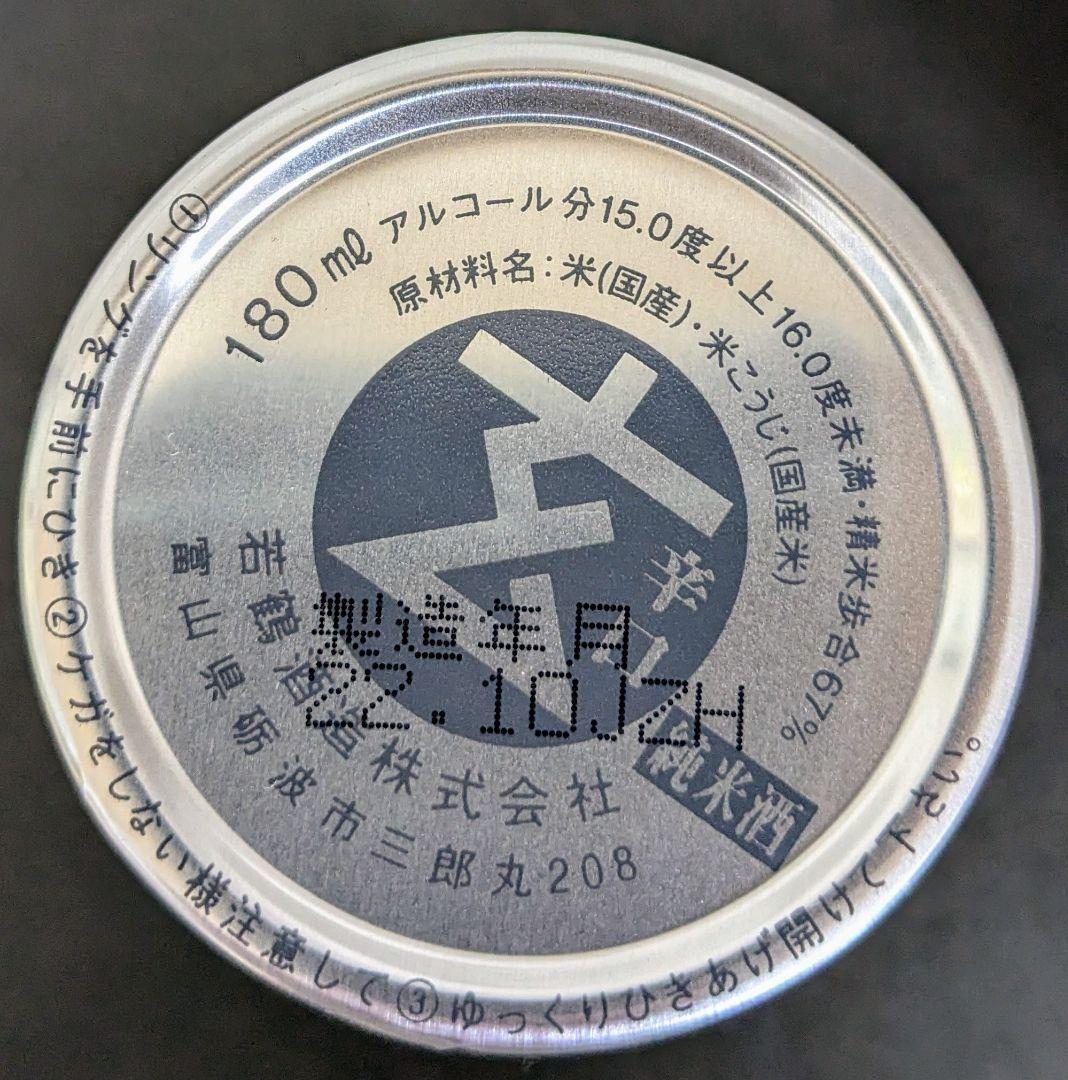 180㎖ アルコール分15.0度以上16.0度未満・精米歩合67%
原材料名：米(国産)・米こうじ(国産米)
製造年月
22.10.JZH
純米酒
若鶴酒造株式会社
富山県砺波市三郎丸208
①リングを手前にひき②ケガをしない様注意して③ゆっくりひきあげ開けて下さい。